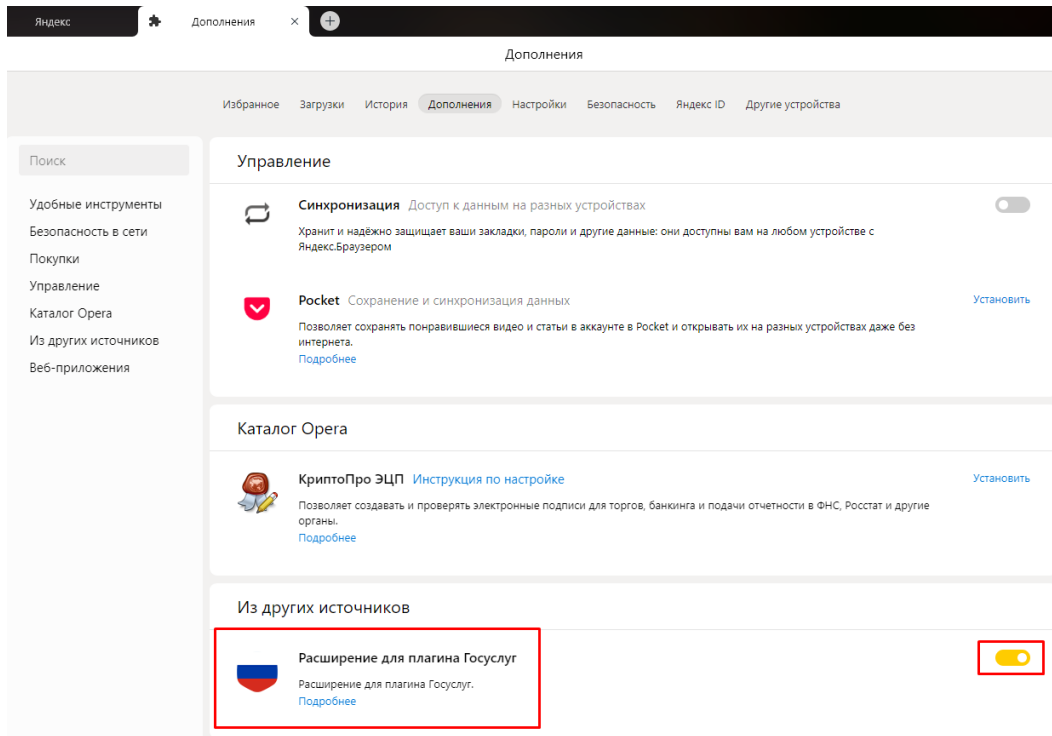 Яндекс
Дополнения
Дополнения
Избранное Загрузки История Дополнения Настройки Безопасность Яндекс ID Другие устройства
Поиск
Удобные инструменты
Безопасность в сети
Покупки
Управление
Каталог Opera
Из других источников
Веб-приложения
Управление
Синхронизация Доступ к данным на разных устройствах
Хранит и надёжно защищает ваши закладки, пароли и другие данные: они доступны вам на любом устройстве с
Яндекс.Браузером
Pocket Сохранение и синхронизация данных
Установить
Позволяет сохранять понравившиеся видео и статьи в аккаунте в Pocket и открывать их на разных устройствах даже без
интернета.
Подробнее
Каталог Opera
КриптоПро ЭЦП Инструкция по настройке
Установить
Позволяет создавать и проверять электронные подписи для торгов, банкинга и подачи отчетности в ФНС, Росстат и другие
органы.
Подробнее
Из других источников
Расширение для плагина Госуслуг
Расширение для плагина Госуслуг.
Подробнее